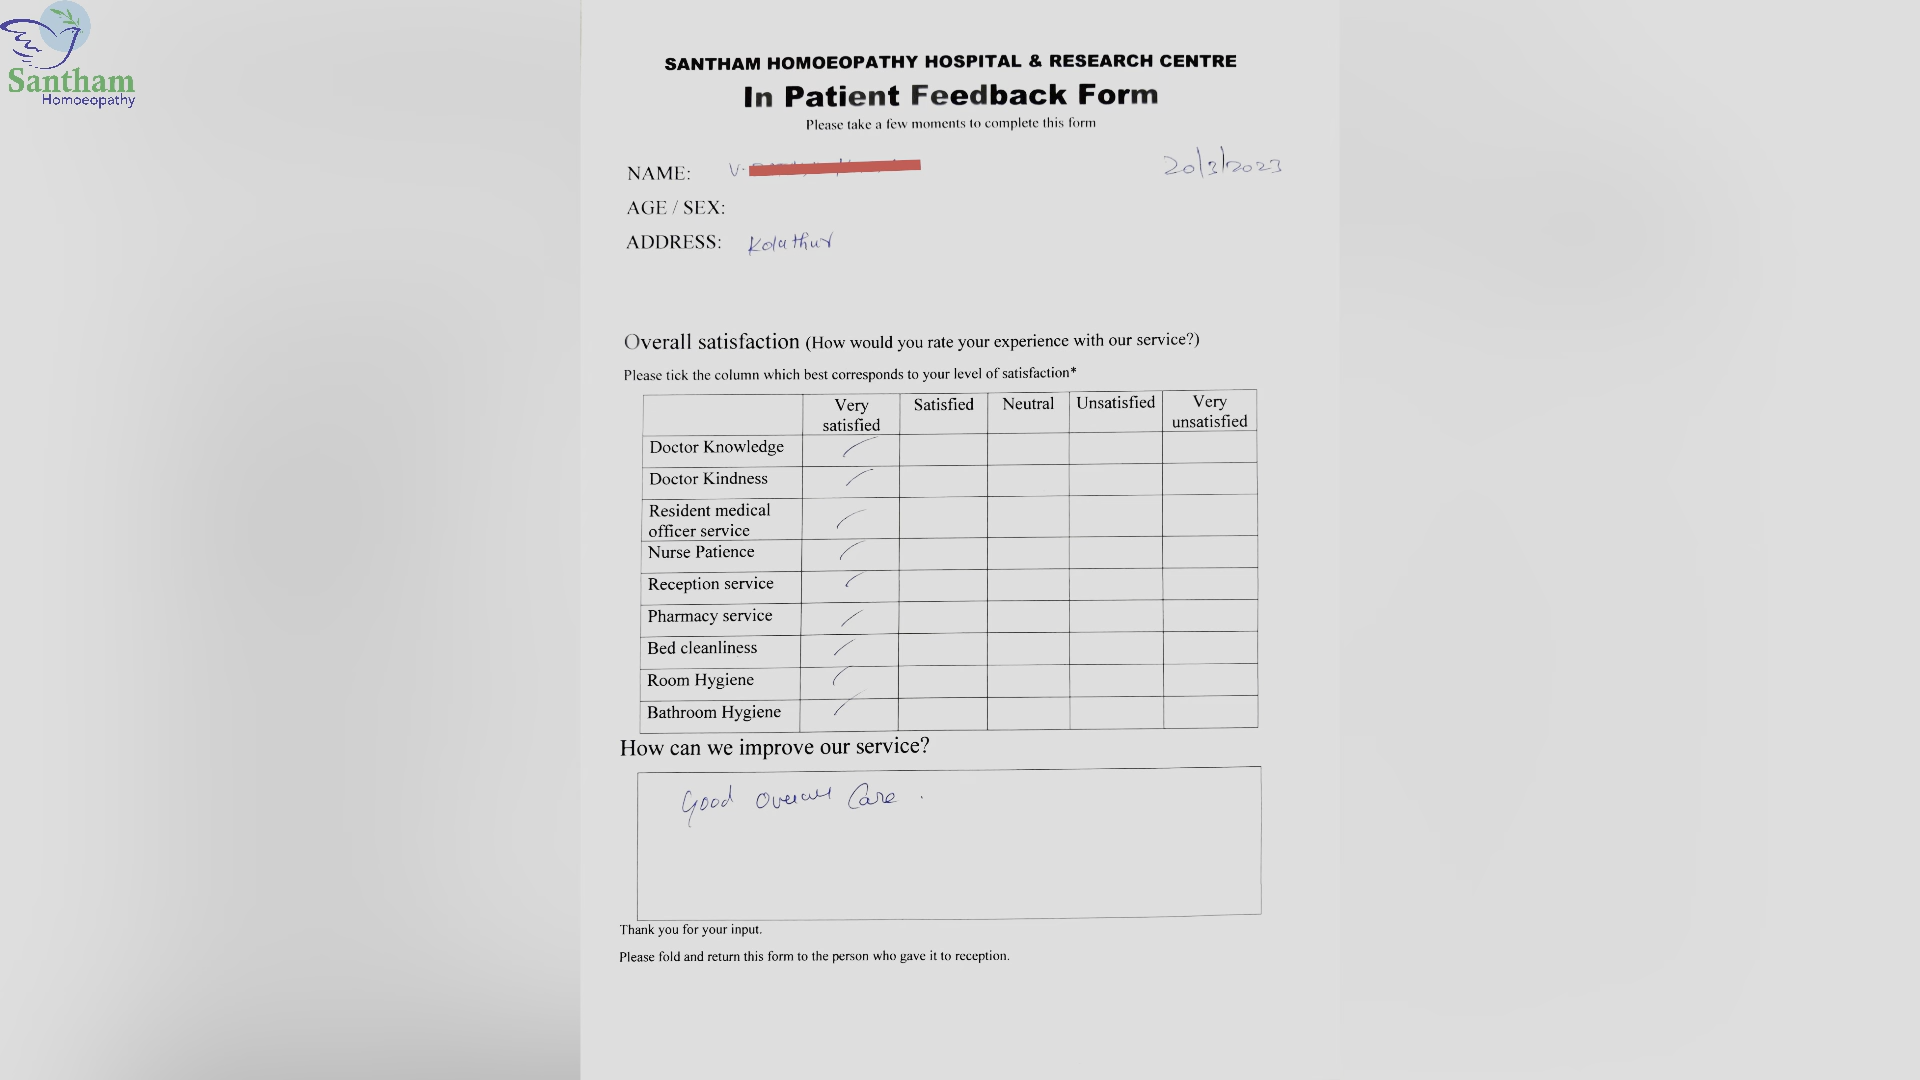 Santham
Homoeopathy
SANTHAM HOMOEOPATHY HOSPITAL & RESEARCH CENTRE
In Patient Feedback Form
Please take a few moments to complete this form
NAME: V.
20/3/2023
AGE / SEX:
ADDRESS: Kolathur
Overall satisfaction (How would you rate your experience with our service?)
Please tick the column which best corresponds to your level of satisfaction*
Very satisfied Satisfied Neutral Unsatisfied Very unsatisfied
Doctor Knowledge
Doctor Kindness
Resident medical
officer service
Nurse Patience
Reception service
Pharmacy service
Bed cleanliness
Room Hygiene
Bathroom Hygiene
How can we improve our service?
Good Overall Care .
Thank you for your input.
Please fold and return this form to the person who gave it to reception.